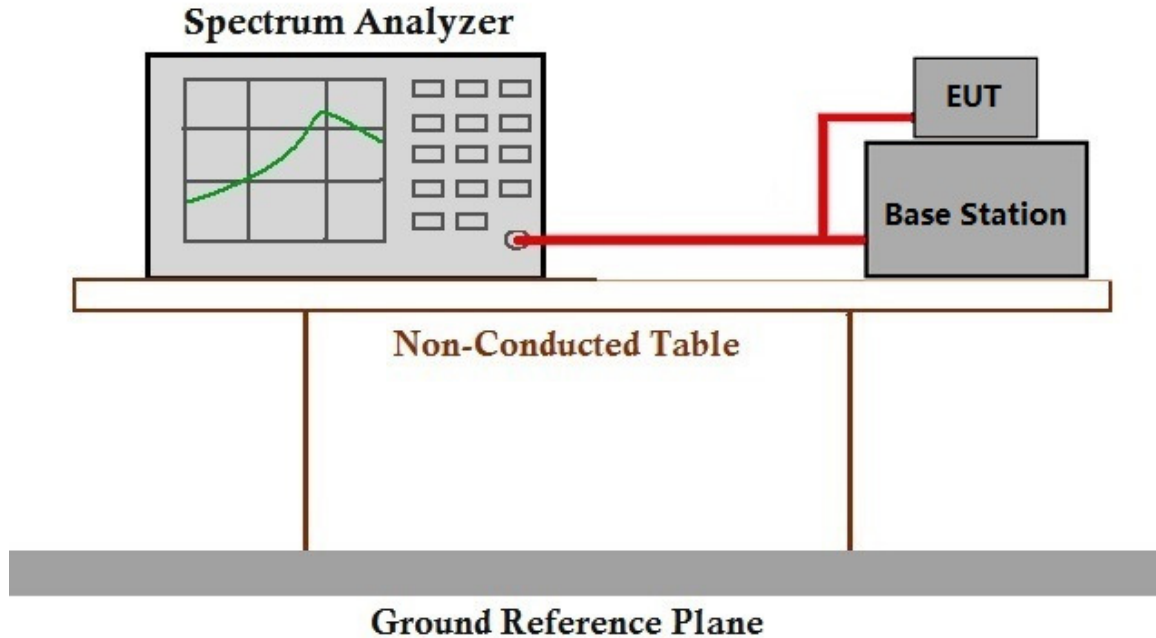 Spectrum Analyzer
EUT
Base Station
Non-Conducted Table
Ground Reference Plane